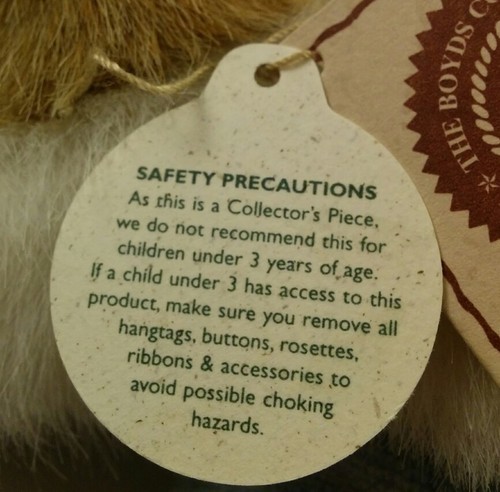 SAFETY PRECAUTIONS
As this is a Collector's Piece,
we do not recommend this for
children under 3 years of age.
If a child under 3 has access to this
product, make sure you remove all
hangtags, buttons, rosettes,
ribbons & accessories to
avoid possible choking
hazards.
THE BOYDS CO